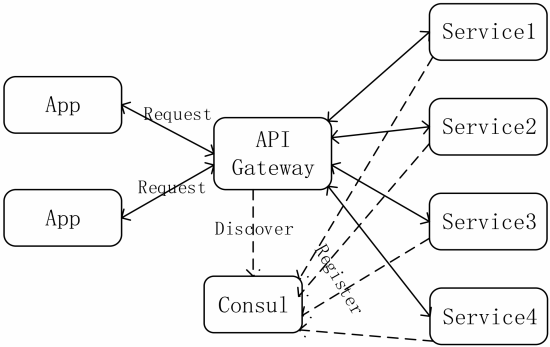 App
Request
App
Request
API
Gateway
Discover
Consul
Register
Service1
Service2
Service3
Service4